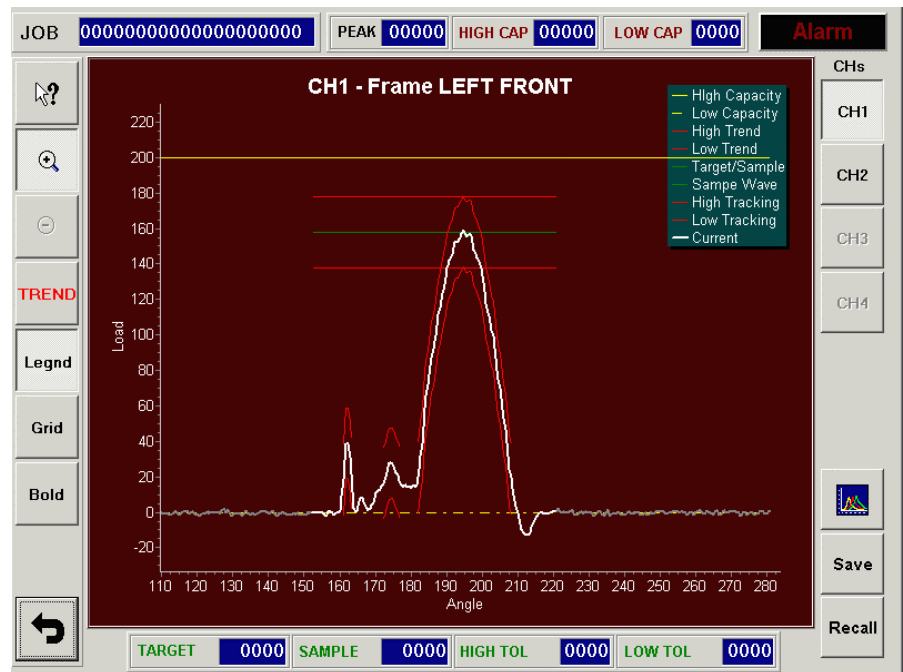 JOB 00000000000000000000 PEAK 00000 HIGH CAP 00000 LOW CAP 0000 Alarm
CHs
?
CH1 - Frame LEFT FRONT
HIgh Capacity
Low Capacity
High Trend
Low Trend
Target/Sample
Sampe Wave
High Tracking
Low Tracking
Current
CH1
CH2
CH3
CH4
TREND
Legnd
Grid
Bold
Load
220
200
180
160
140
120
100
80
60
40
20
0
-20
110 120 130 140 150 160 170 180 190 200 210 220 230 240 250 260 270 280
Angle
Save
Recall
TARGET 0000 SAMPLE 0000 HIGH TOL 0000 LOW TOL 0000